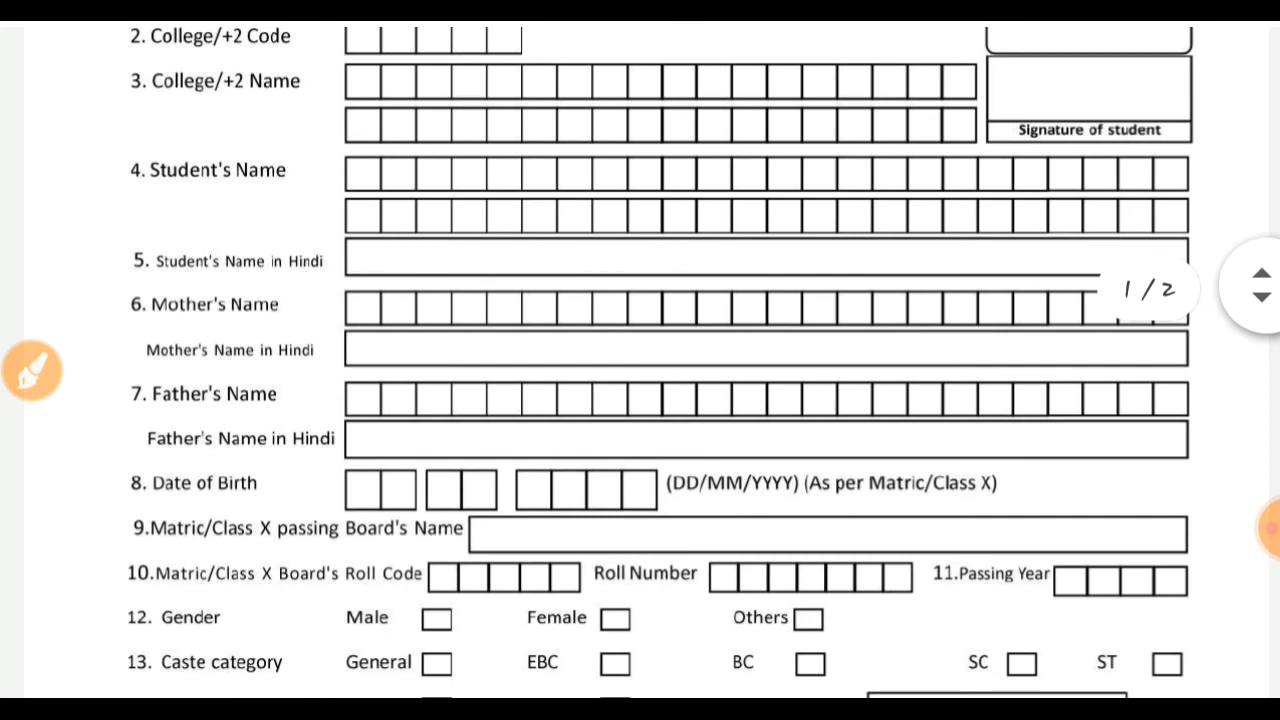 2. College/+2 Code
3. College/+2 Name
Signature of student
4. Student's Name
5. Student's Name in Hindi
1/2
6. Mother's Name
Mother's Name in Hindi
7. Father's Name
Father's Name in Hindi
8. Date of Birth (DD/MM/YYYY) (As per Matric/Class X)
9.Matric/Class X passing Board's Name
10.Matric/Class X Board's Roll Code Roll Number 11.Passing Year
12. Gender Male Female Others
13. Caste category General EBC BC SC ST